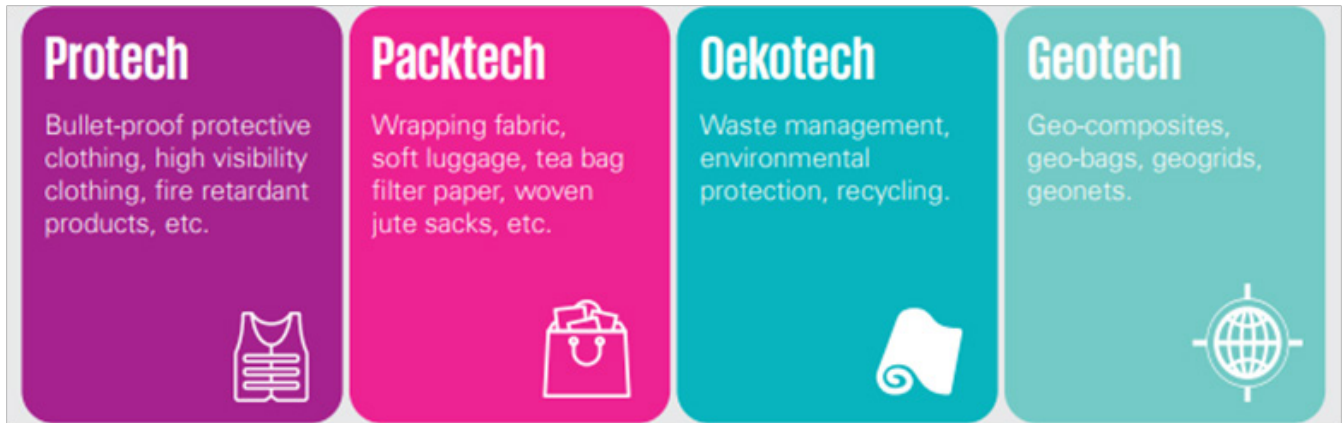 Protech
Bullet-proof protective
clothing, high visibility
clothing, fire retardant
products, etc.
Packtech
Wrapping fabric,
soft luggage, tea bag
filter paper, woven
jute sacks, etc.
Oekotech
Waste management,
environmental
protection, recycling.
Geotech
Geo-composites,
geo-bags, geogrids,
geonets.